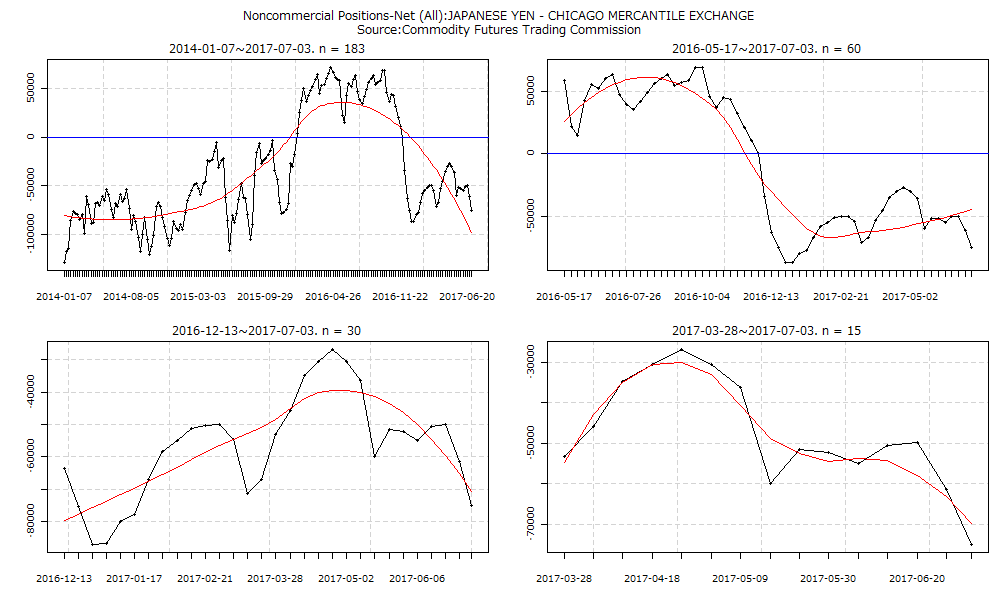 Noncommercial Positions-Net (All):JAPANESE YEN - CHICAGO MERCANTILE EXCHANGE
Source:Commodity Futures Trading Commission
2014-01-07~2017-07-03. n = 183
50000
0
-50000
-100000
2014-01-07 2014-08-05 2015-03-03 2015-09-29 2016-04-26 2016-11-22 2017-06-20
2016-05-17~2017-07-03. n = 60
50000
0
-50000
2016-05-17 2016-07-26 2016-10-04 2016-12-13 2017-02-21 2017-05-02
2016-12-13~2017-07-03. n = 30
-40000
-60000
-80000
2016-12-13 2017-01-17 2017-02-21 2017-03-28 2017-05-02 2017-06-06
2017-03-28~2017-07-03. n = 15
-30000
-50000
-70000
2017-03-28 2017-04-18 2017-05-09 2017-05-30 2017-06-20